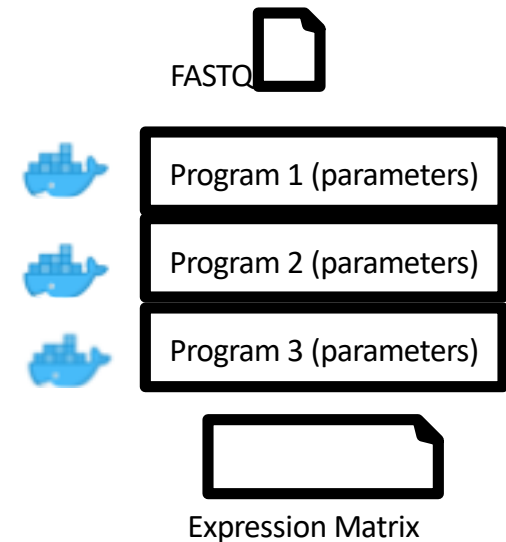 FASTQ
Program 1 (parameters)
Program 2 (parameters)
Program 3 (parameters)
Expression Matrix